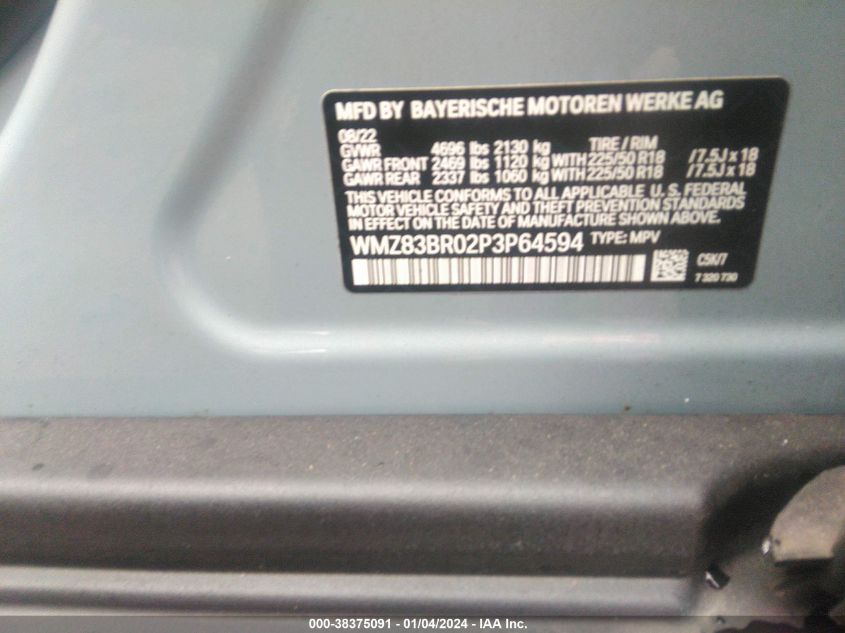 MFD BY BAYERISCHE MOTOREN WERKE AG
08/22
GVWR 4696 lbs 2130 kg TIRE / RIM
GAWR FRONT 2469 lbs 1120 kg WITH 225/50 R18 /7.5J x 18
GAWR REAR 2337 lbs 1060 kg WITH 225/50 R18 /7.5J x 18
THIS VEHICLE CONFORMS TO ALL APPLICABLE U. S. FEDERAL
MOTOR VEHICLE SAFETY AND THEFT PREVENTION STANDARDS
IN EFFECT ON THE DATE OF MANUFACTURE SHOWN ABOVE.
WMZ83BR02P3P64594 TYPE: MPV
C5K/7
7 320 730
000-38375091 - 01/04/2024 - IAA Inc.